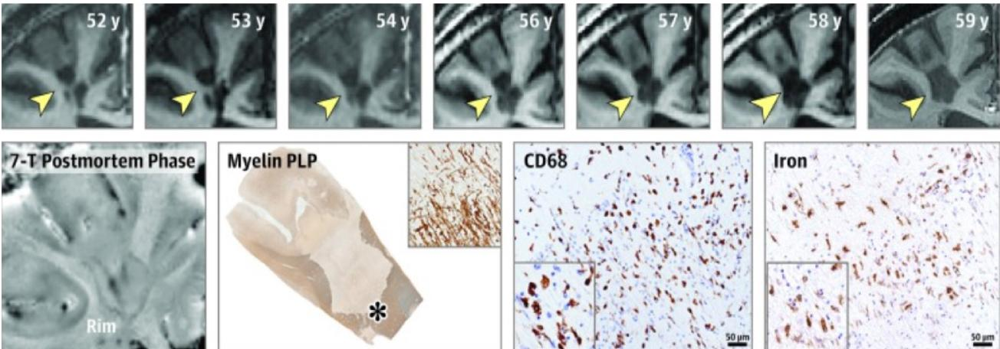 52 y
53 y
54 y
56 y
57 y
58 y
59 y
7-T Postmortem Phase
Rim
Myelin PLP
*
CD68
50 µm
Iron
50 µm